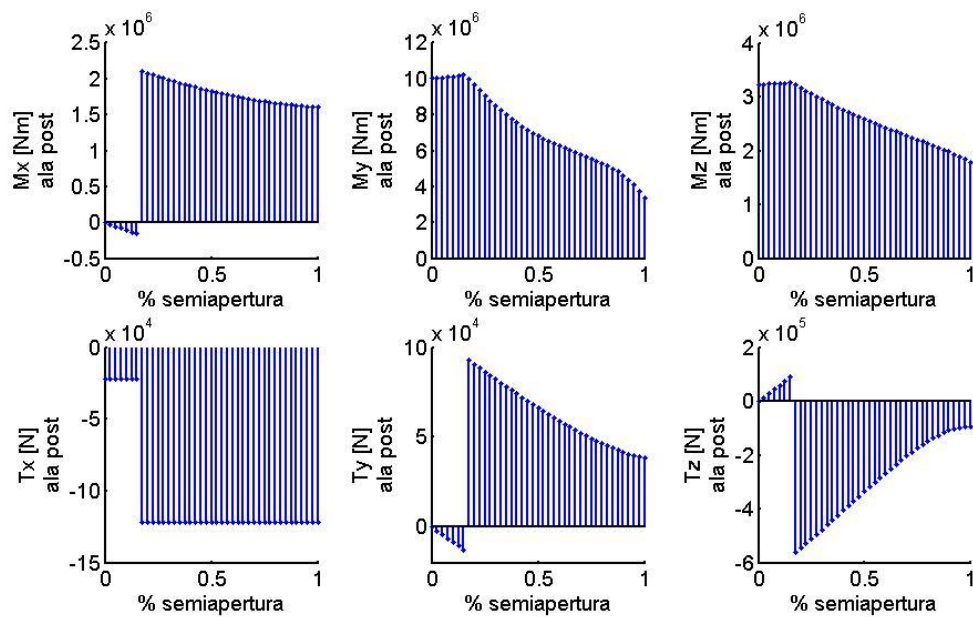 x 10^6
2.5
2
1.5
1
0.5
0
-0.5
Mx [Nm]
ala post
0 0.5 1
% semiapertura
x 10^6
12
10
8
6
4
2
0
My [Nm]
ala post
0 0.5 1
% semiapertura
x 10^6
4
3
2
1
0
Mz [Nm]
ala post
0 0.5 1
% semiapertura
x 10^4
0
-5
-10
-15
Tx [N]
ala post
0 0.5 1
% semiapertura
x 10^4
10
5
0
Ty [N]
ala post
0 0.5 1
% semiapertura
x 10^5
2
0
-2
-4
-6
Tz [N]
ala post
0 0.5 1
% semiapertura